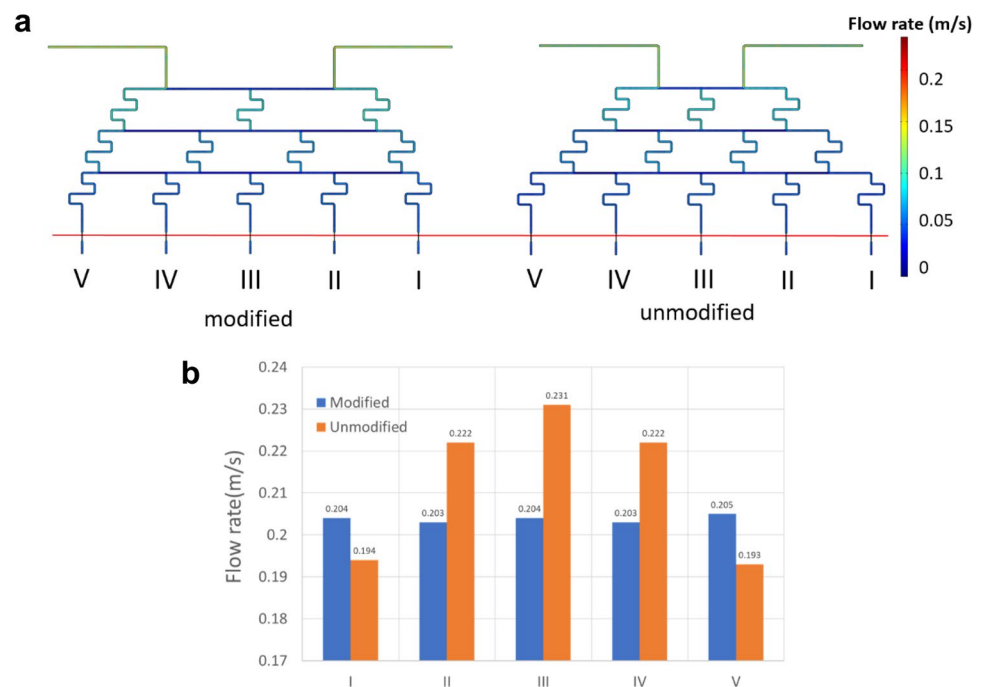 a
Flow rate (m/s)
0.2
0.15
0.1
0.05
0
V IV III II I
modified
V IV III II I
unmodified
b
0.24
0.23
0.22
0.21
0.2
0.19
0.18
0.17
Flow rate(m/s)
Modified
Unmodified
0.204
0.194
0.203
0.222
0.204
0.231
0.203
0.222
0.205
0.193
I II III IV V